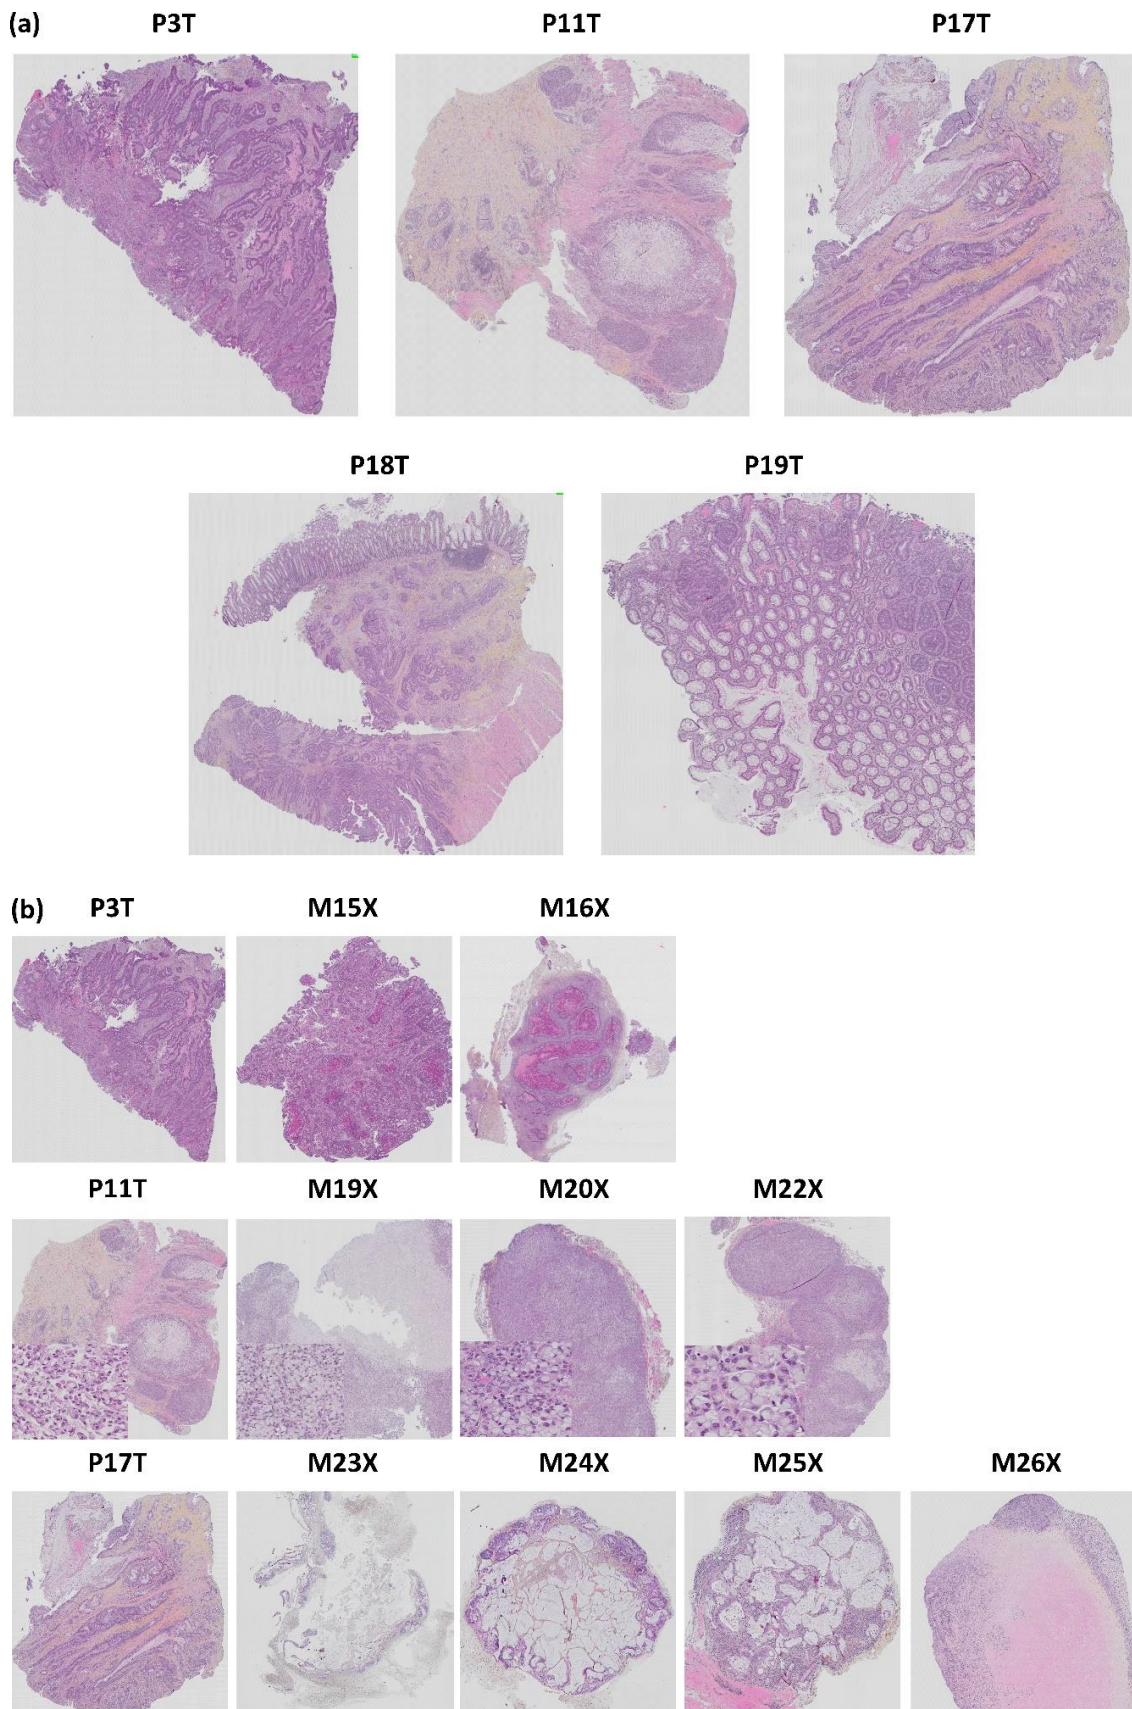 (a) P3T P11T P17T
P18T P19T
(b) P3T M15X M16X
P11T M19X M20X M22X
P17T M23X M24X M25X M26X